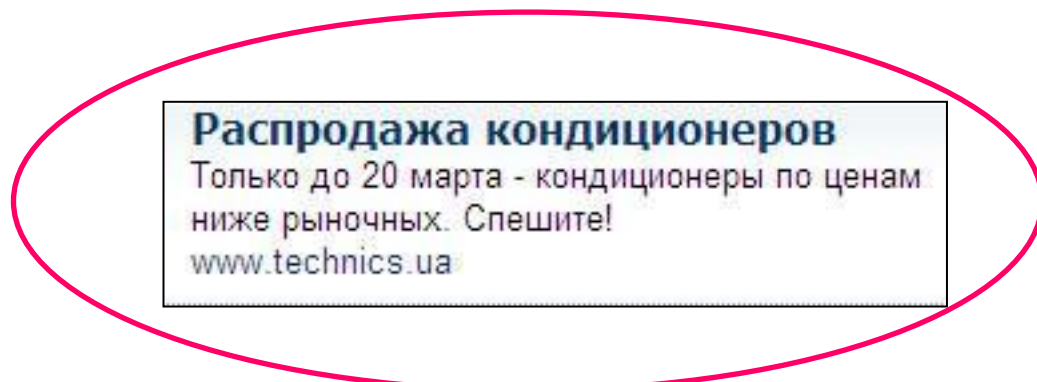 Распродажа кондиционеров
Только до 20 марта - кондиционеры по ценам
ниже рыночных. Спешите!
www.technics.ua